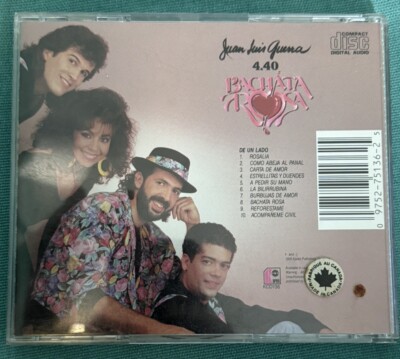 Juan Luis Guerra
4.40
BACHATA
ROSA
COMPACT
disc
DIGITAL AUDIO
DE UN LADO
1. ROSALIA
2. COMO ABEJA AL PANAL
3. CARTA DE AMOR
4. ESTRELLITAS Y DUENDES
5. A PEDIR SU MANO
6. LA BILIRRUBINA
7. BURBUJAS DE AMOR
8. BACHATA ROSA
9. REFORESTAME
10. ACOMPAÑEME CIVIL
0 9752-75136-2 5